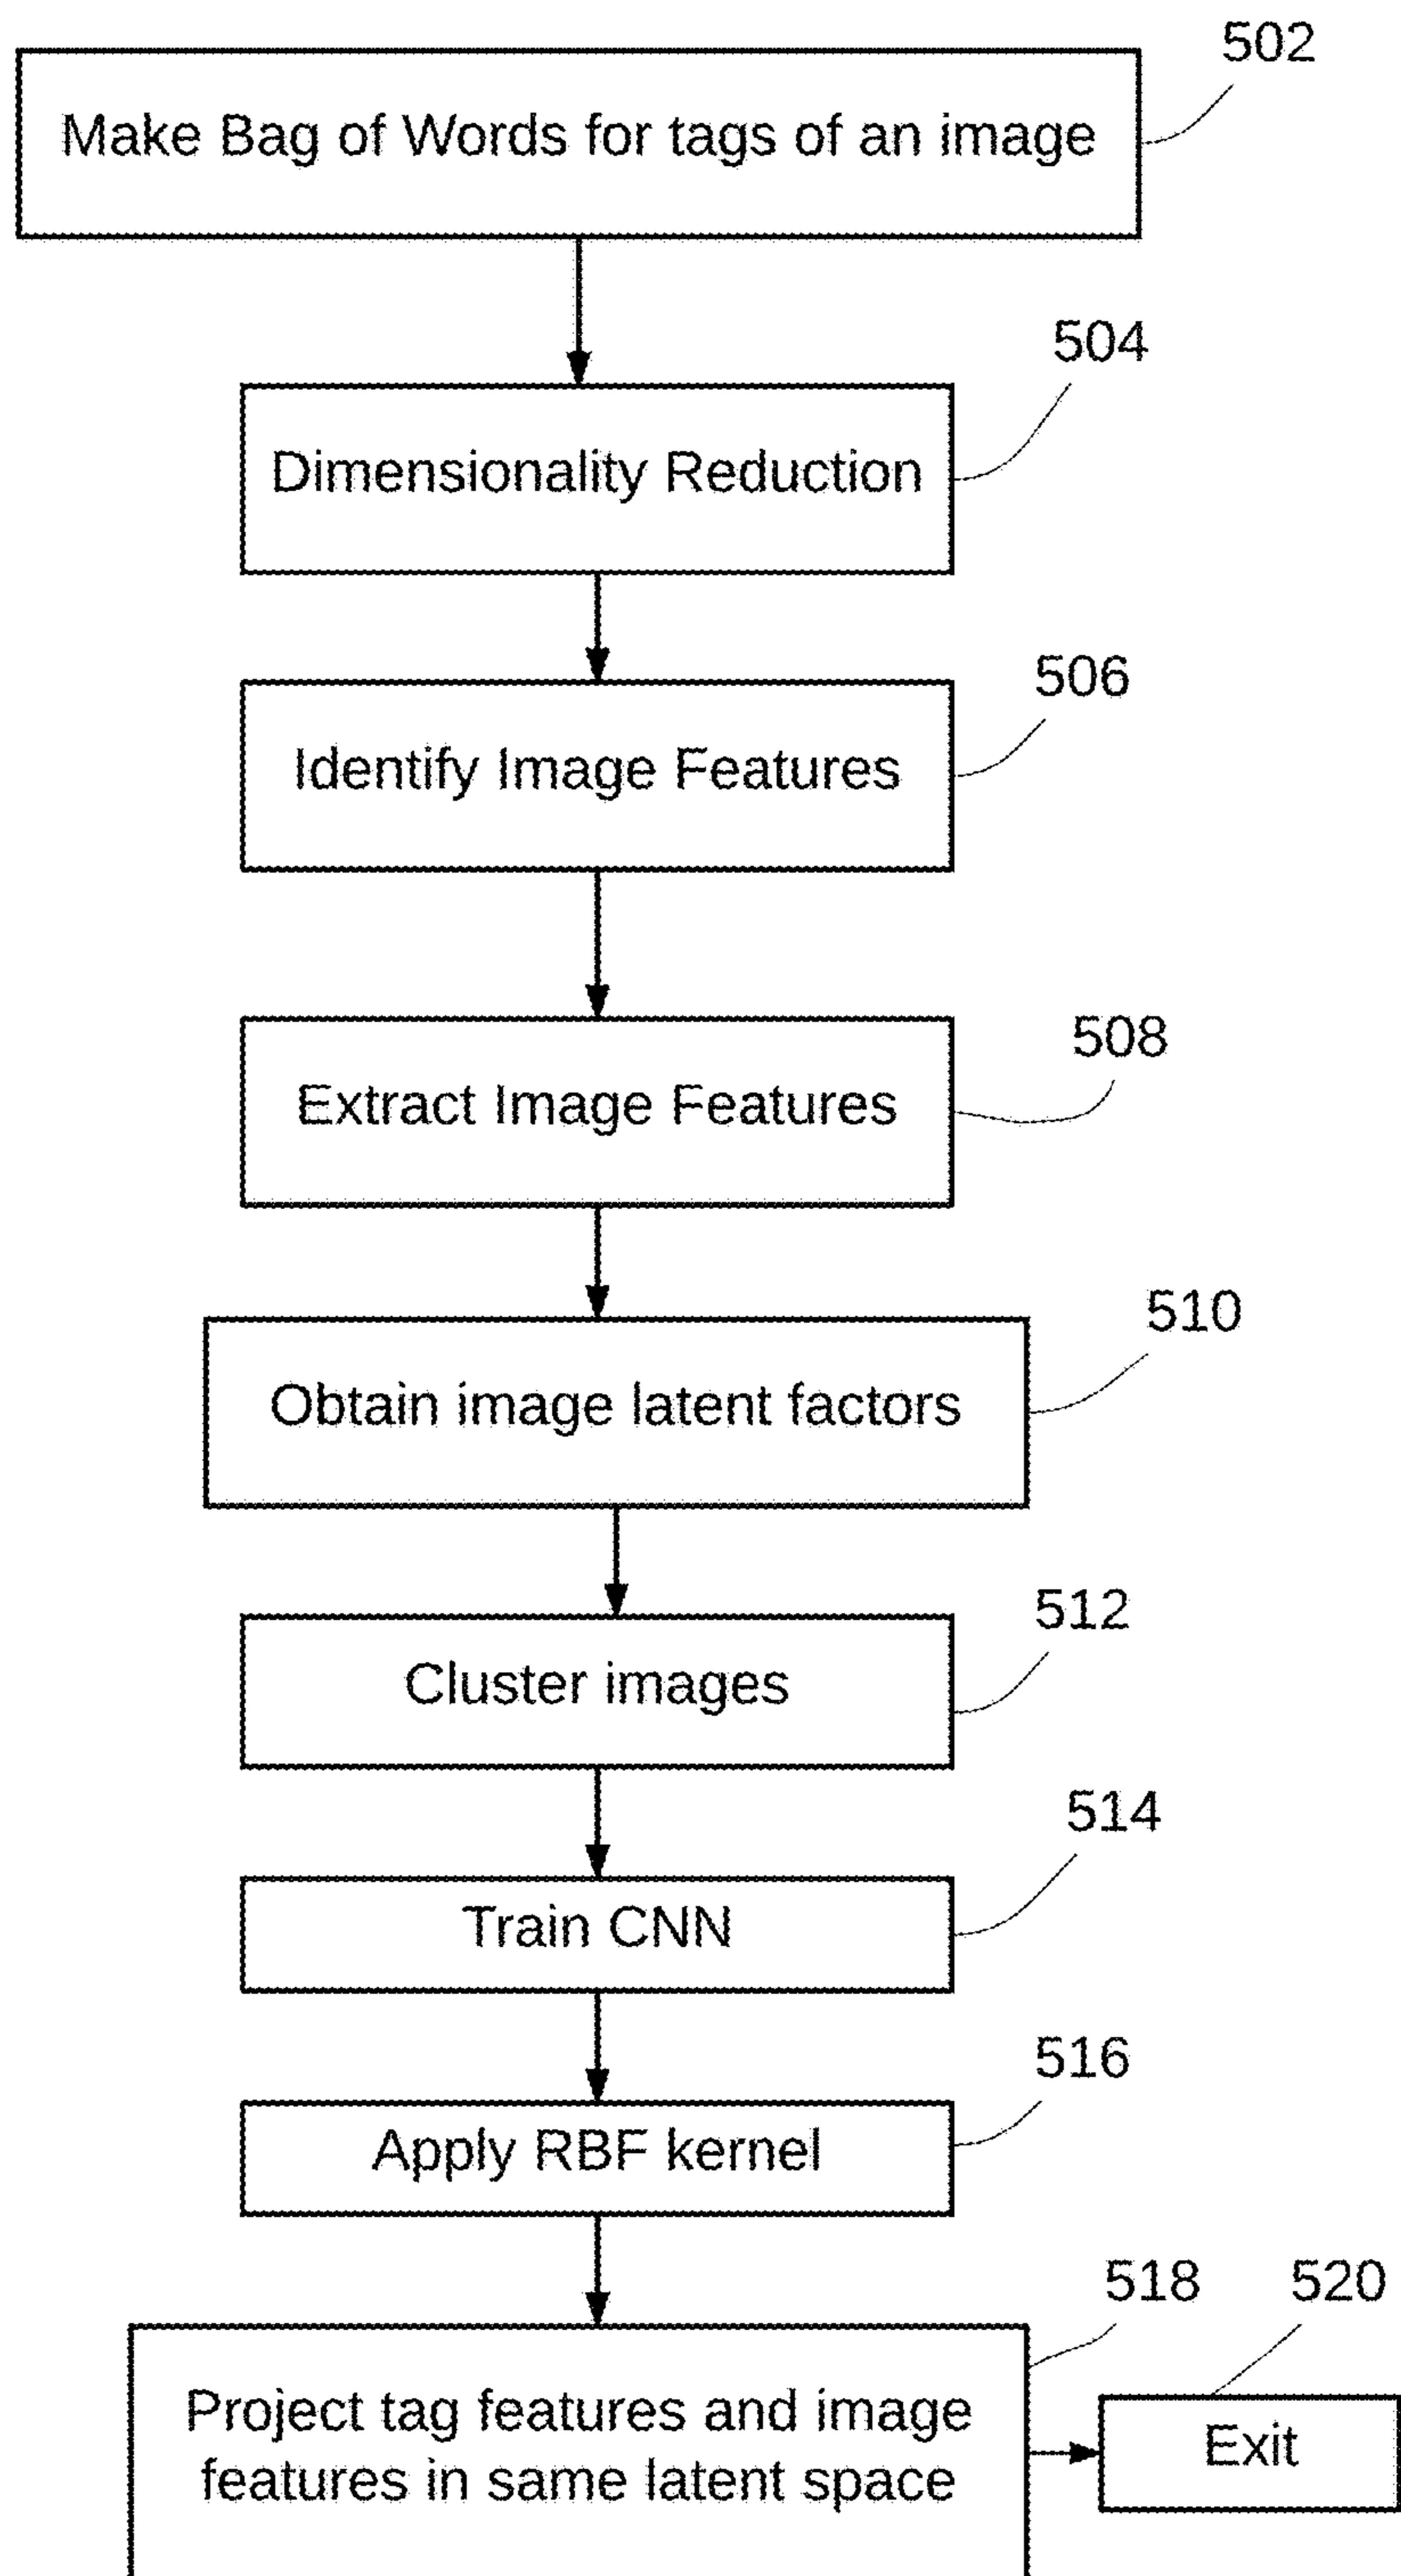 502
Make Bag of Words for tags of an image
504
Dimensionality Reduction
506
Identify Image Features
508
Extract Image Features
510
Obtain image latent factors
512
Cluster images
514
Train CNN
516
Apply RBF kernel
518
520
Project tag features and image
features in same latent space
Exit